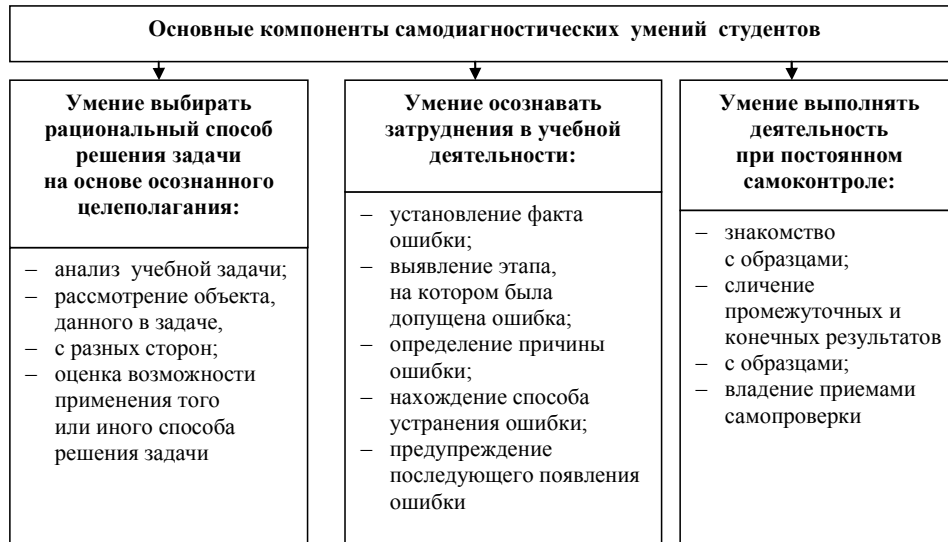 Основные компоненты самодиагностических умений студентов
Умение выбирать
рациональный способ
решения задачи
на основе осознанного
целеполагания:
– анализ учебной задачи;
– рассмотрение объекта,
данного в задаче,
– с разных сторон;
– оценка возможности
применения того
или иного способа
решения задачи
Умение осознавать
затруднения в учебной
деятельности:
– установление факта
ошибки;
– выявление этапа,
на котором была
допущена ошибка;
– определение причины
ошибки;
– нахождение способа
устранения ошибки;
– предупреждение
последующего появления
ошибки
Умение выполнять
деятельность
при постоянном
самоконтроле:
– знакомство
с образцами;
– сличение
промежуточных и
конечных результатов
– с образцами;
– владение приемами
самопроверки